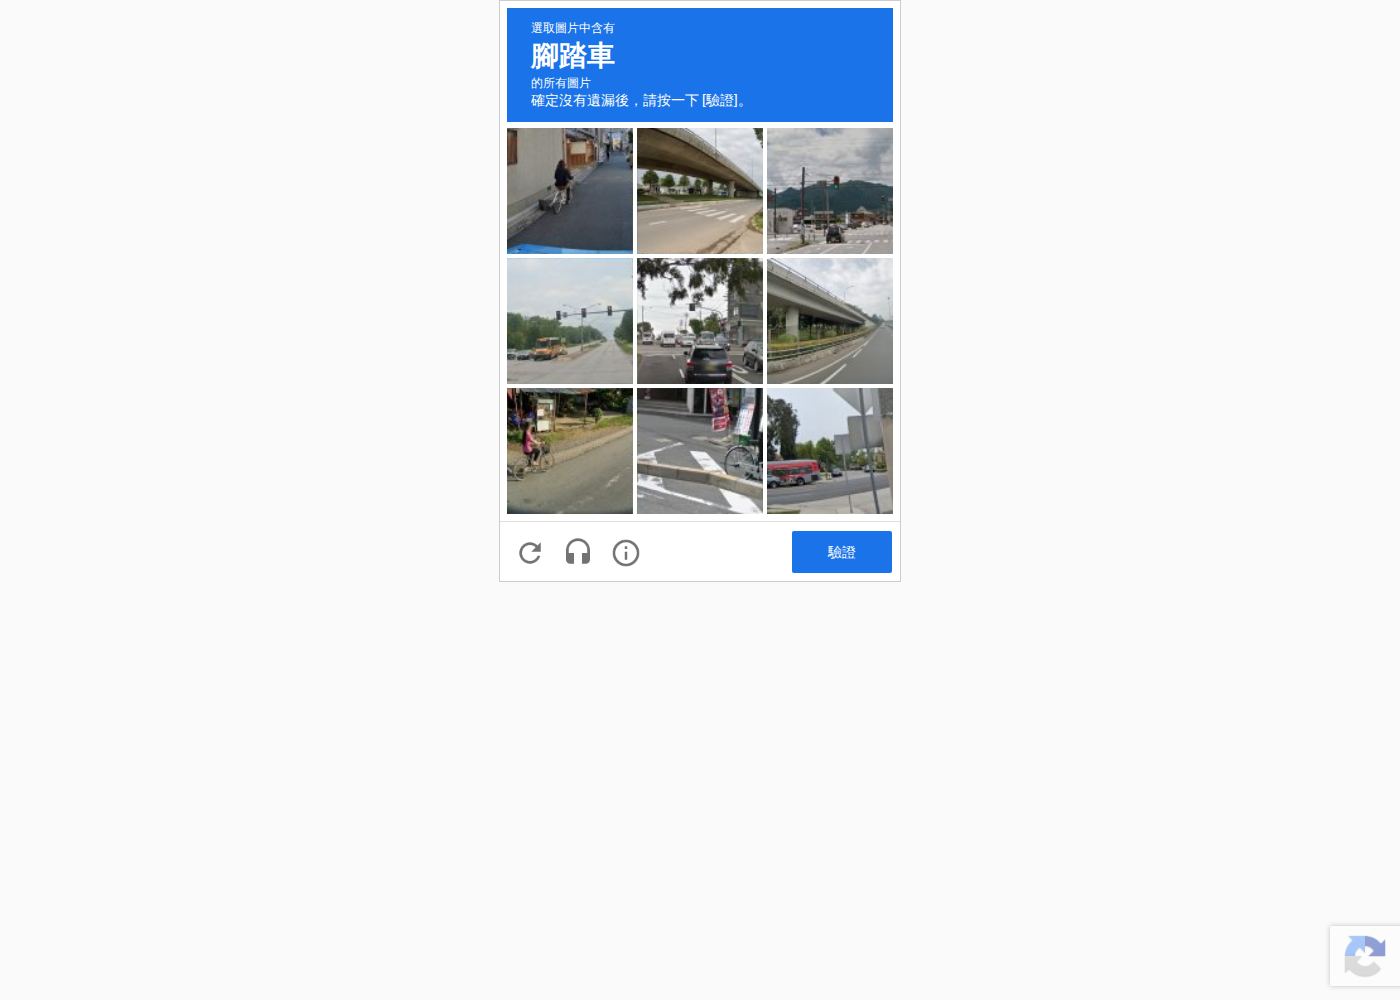 選取圖片中含有
腳踏車
的所有圖片
確定沒有遺漏後，請按一下 [驗證]。
驗證